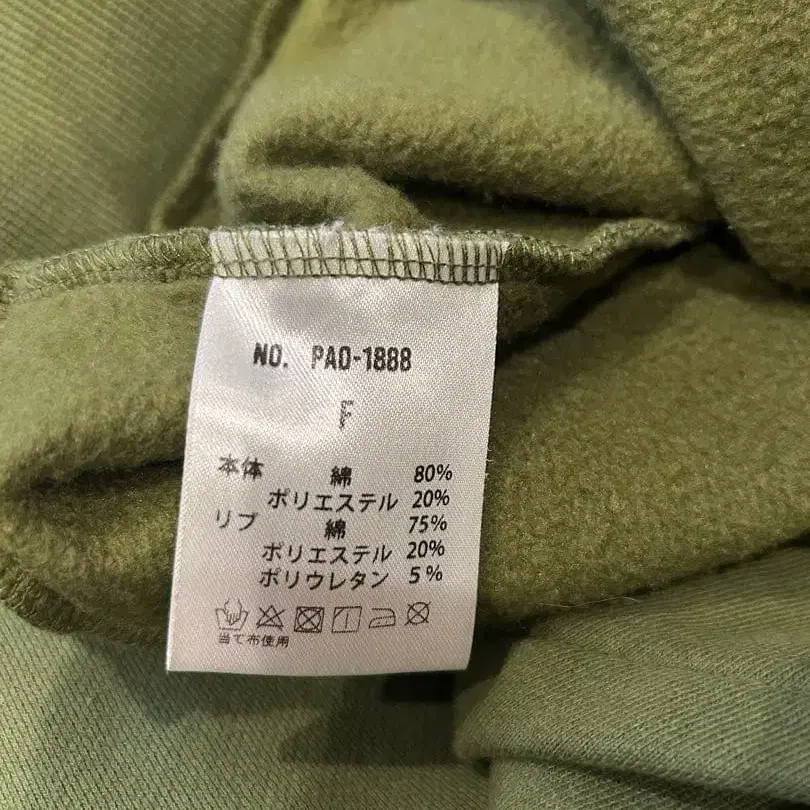 NO. PAO-1888
F
本体 綿 80%
ポリエステル 20%
リブ 綿 75%
ポリエステル 20%
ポリウレタン 5%
当て布使用